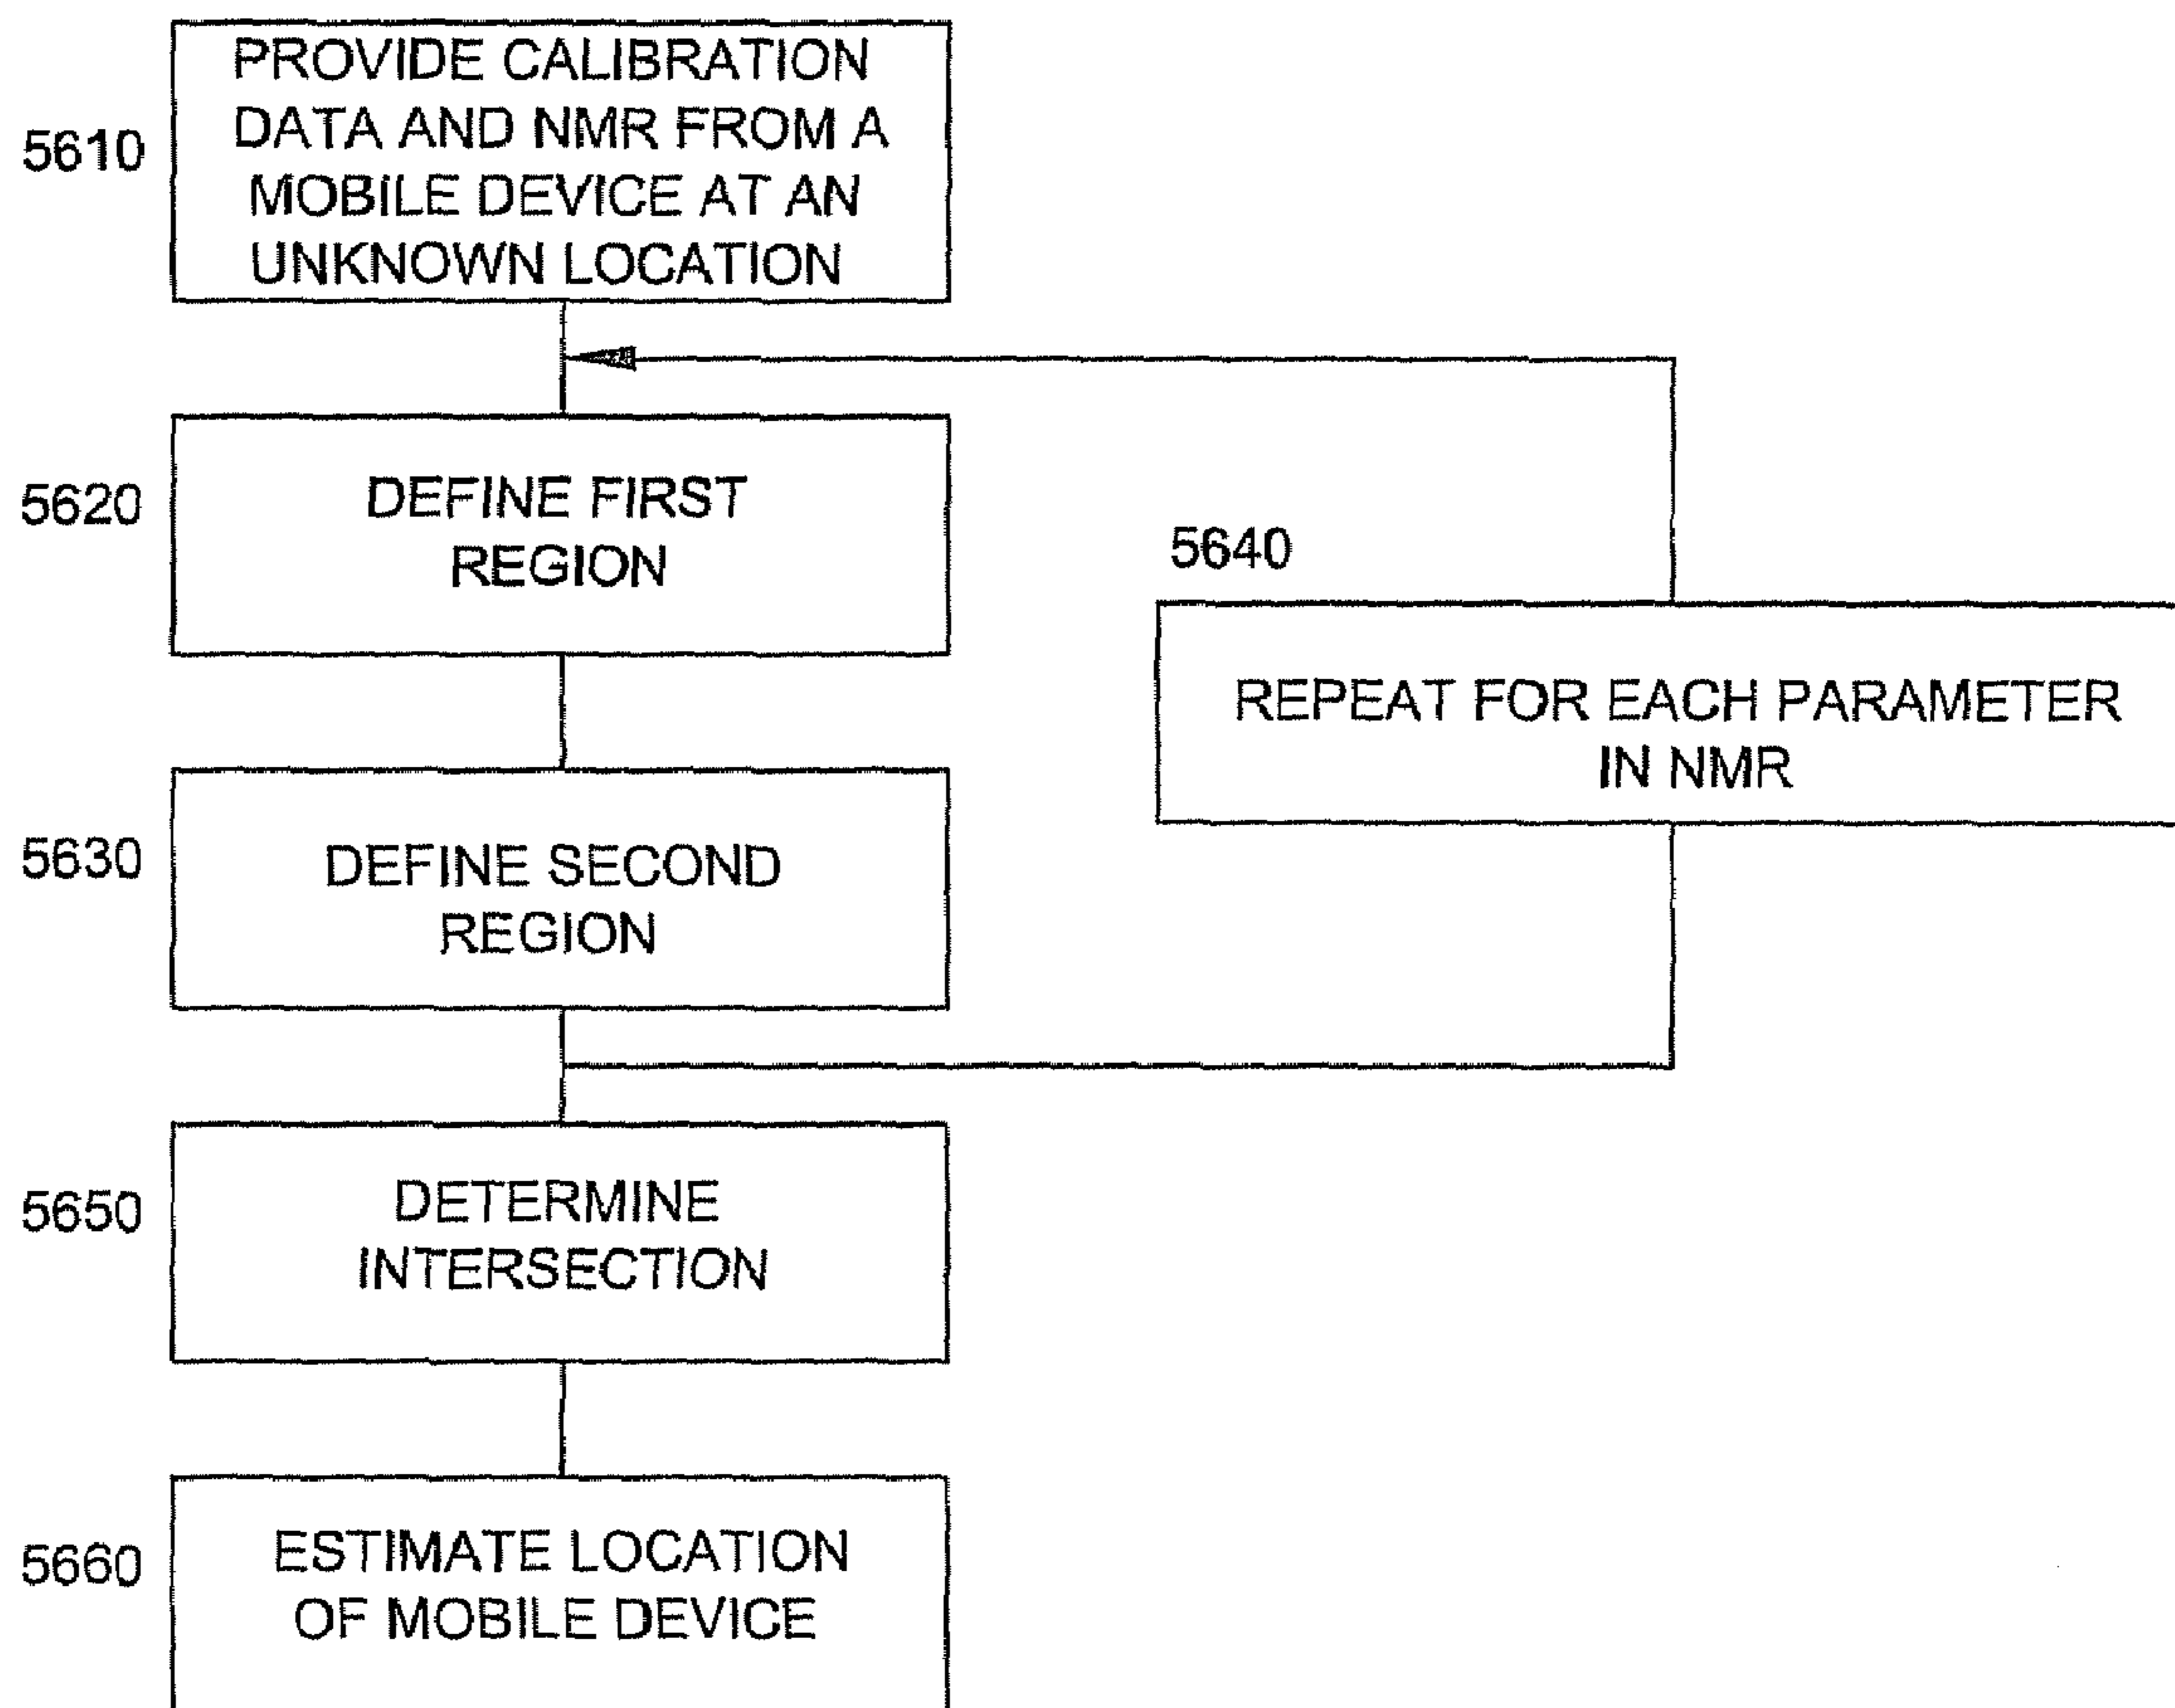 5610
PROVIDE CALIBRATION
DATA AND NMR FROM A
MOBILE DEVICE AT AN
UNKNOWN LOCATION
5620
DEFINE FIRST
REGION
5630
DEFINE SECOND
REGION
5640
REPEAT FOR EACH PARAMETER
IN NMR
5650
DETERMINE
INTERSECTION
5660
ESTIMATE LOCATION
OF MOBILE DEVICE